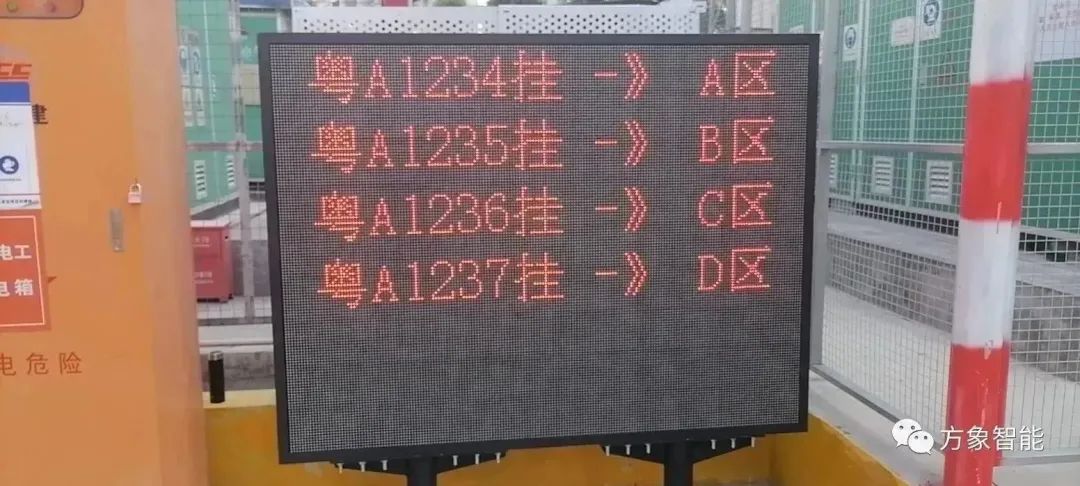 粤A1234挂 -》 A区
粤A1235挂 -》 B区
粤A1236挂 -》 C区
粤A1237挂 -》 D区
建
电工
电箱
电危险
方象智能